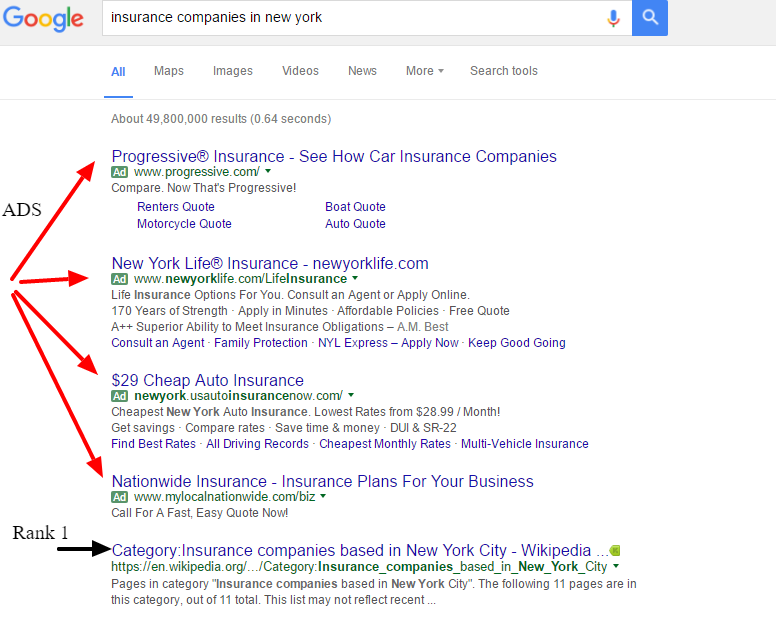 Google
insurance companies in new york
All Maps Images Videos News More Search tools
About 49,800,000 results (0.64 seconds)
Progressive® Insurance - See How Car Insurance Companies
Ad www.progressive.com/
Compare. Now That's Progressive!
Renters Quote Boat Quote
Motorcycle Quote Auto Quote
ADS
New York Life® Insurance - newyorklife.com
Ad www.newyorklife.com/LifeInsurance
Life Insurance Options For You. Consult an Agent or Apply Online.
170 Years of Strength · Apply in Minutes · Affordable Policies · Free Quote
A++ Superior Ability to Meet Insurance Obligations – A.M. Best
Consult an Agent · Family Protection · NYL Express – Apply Now · Keep Good Going
$29 Cheap Auto Insurance
Ad newyork.usautoinsurancenow.com/
Cheapest New York Auto Insurance. Lowest Rates from $28.99 / Month!
Get savings · Compare rates · Save time & money · DUI & SR-22
Find Best Rates · All Driving Records · Cheapest Monthly Rates · Multi-Vehicle Insurance
Nationwide Insurance - Insurance Plans For Your Business
Ad www.mylocalnationwide.com/biz
Call For A Fast, Easy Quote Now!
Rank 1
Category:Insurance companies based in New York City - Wikipedia ...
https://en.wikipedia.org/.../Category:Insurance_companies_based_in_New_York_City
Pages in category "Insurance companies based in New York City". The following 11 pages are in
this category, out of 11 total. This list may not reflect recent ...